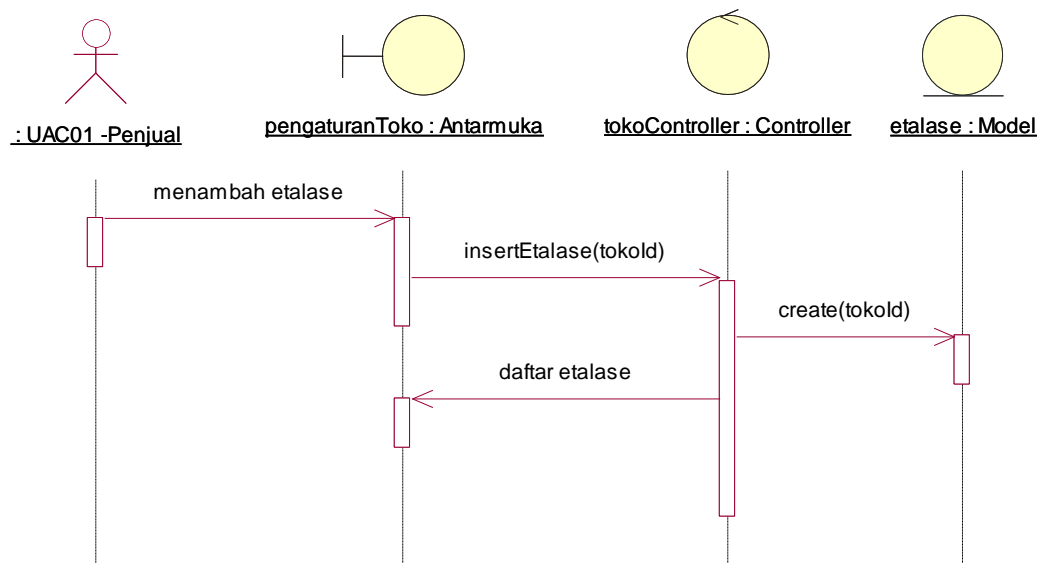 : UAC01 -Penjual
pengaturanToko : Antarmuka
tokoController : Controller
etalase : Model
menambah etalase
insertEtalase(tokoId)
create(tokoId)
daftar etalase